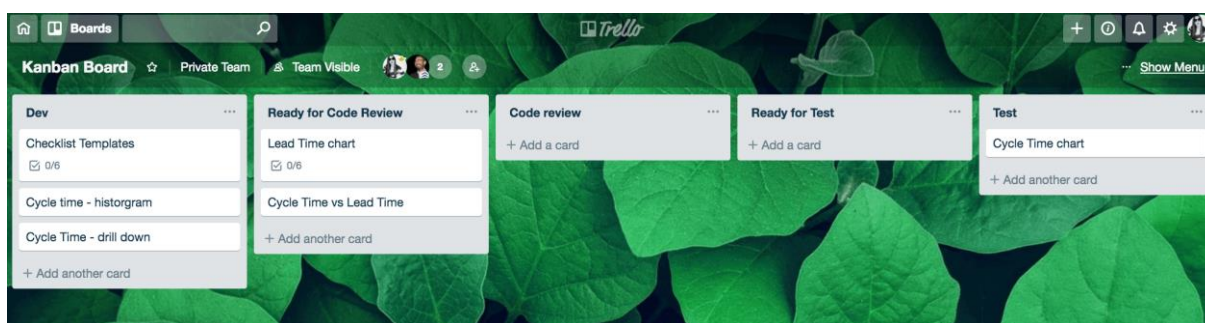 Boards
Trello
Kanban Board
Private Team
Team Visible
2
... Show Menu
Dev ...
Checklist Templates
0/6
Cycle time - historgram
Cycle Time - drill down
+ Add another card
Ready for Code Review ...
Lead Time chart
0/6
Cycle Time vs Lead Time
+ Add another card
Code review ...
+ Add a card
Ready for Test ...
+ Add a card
Test ...
Cycle Time chart
+ Add another card